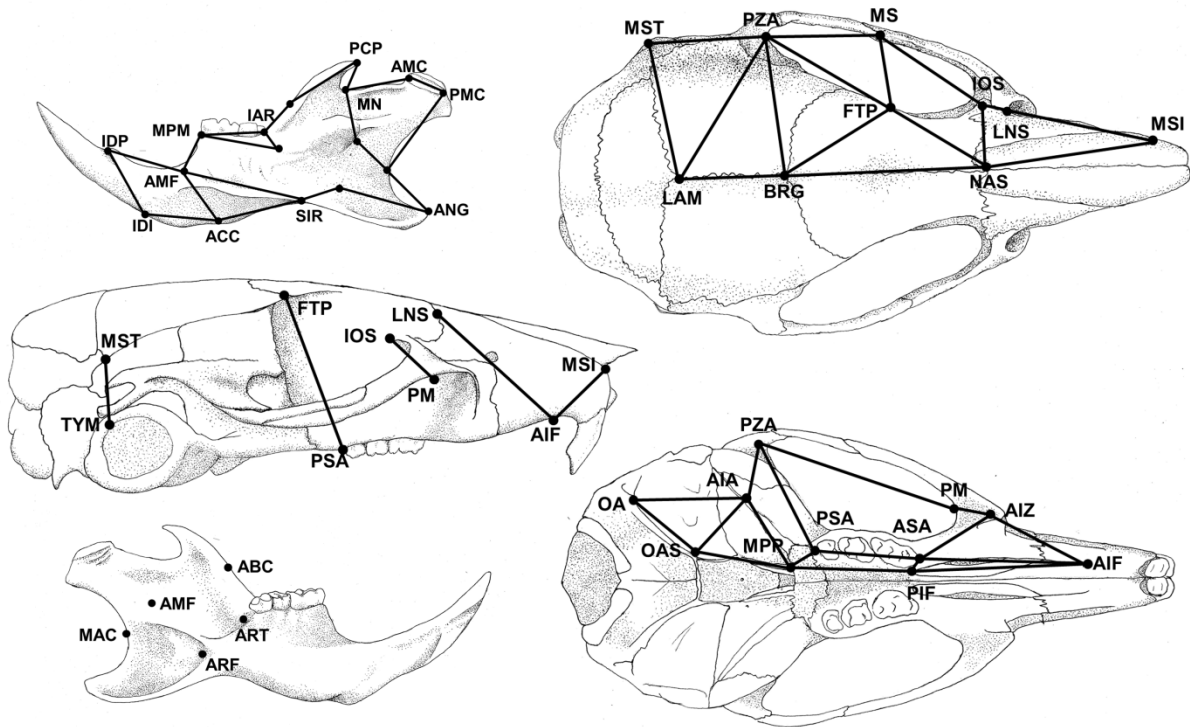 PCP
AMC
MN
PMC
IAR
MPM
IDP
AMF
SIR
ANG
IDI
ACC
MST
PZA
MS
IOS
FTP
LNS
MSI
LAM
BRG
NAS
FTP
LNS
IOS
MST
MSI
PM
TYM
AIF
PSA
ABC
AMF
ART
MAC
ARF
PZA
AIA
PM
OA
AIZ
PSA
ASA
OAS
MPP
AIF
PIF